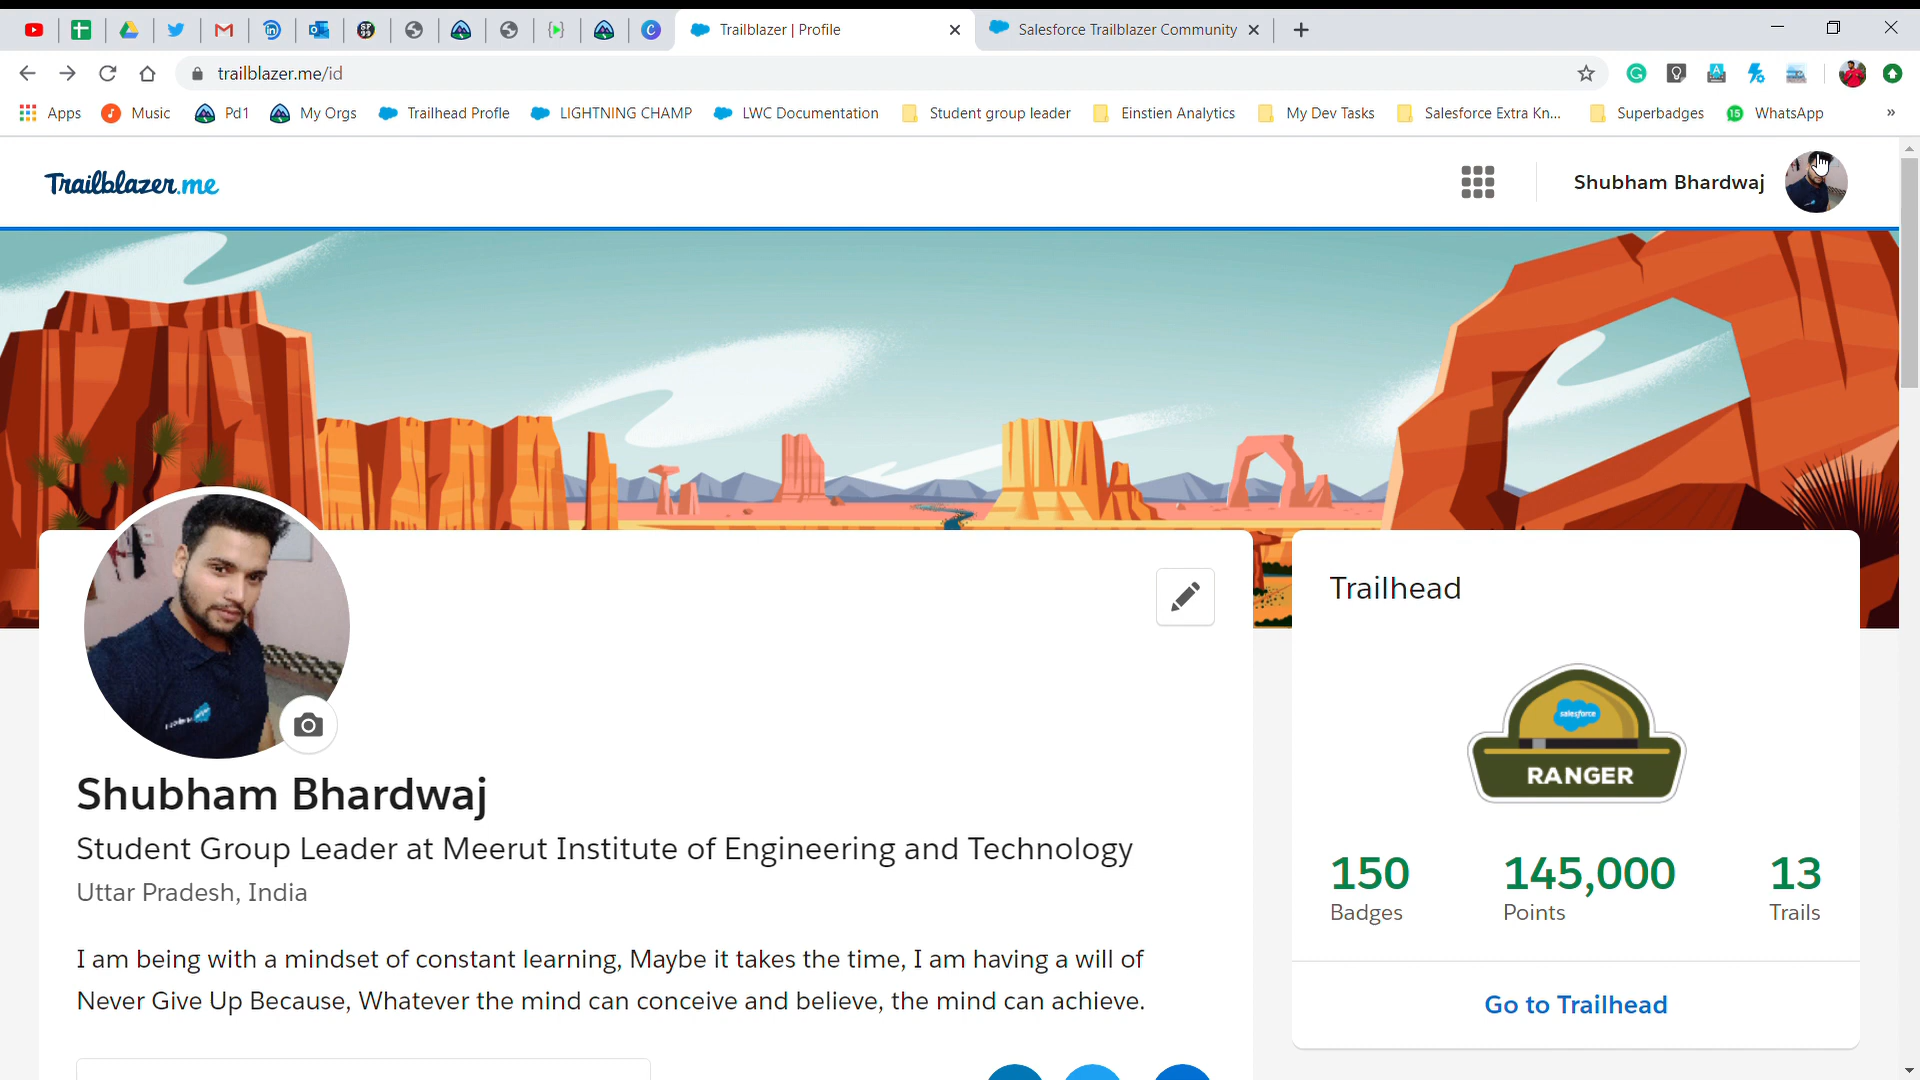 Trailblazer | Profile
Salesforce Trailblazer Community
trailblazer.me/id
Apps
Music
Pd1
My Orgs
Trailhead Profle
LIGHTNING CHAMP
LWC Documentation
Student group leader
Einstien Analytics
My Dev Tasks
Salesforce Extra Kn...
Superbadges
15
WhatsApp
»
Trailblazer.me
Shubham Bhardwaj
Trailhead
salesforce
RANGER
Shubham Bhardwaj
Student Group Leader at Meerut Institute of Engineering and Technology
Uttar Pradesh, India
150
Badges
145,000
Points
13
Trails
I am being with a mindset of constant learning, Maybe it takes the time, I am having a will of
Never Give Up Because, Whatever the mind can conceive and believe, the mind can achieve.
Go to Trailhead